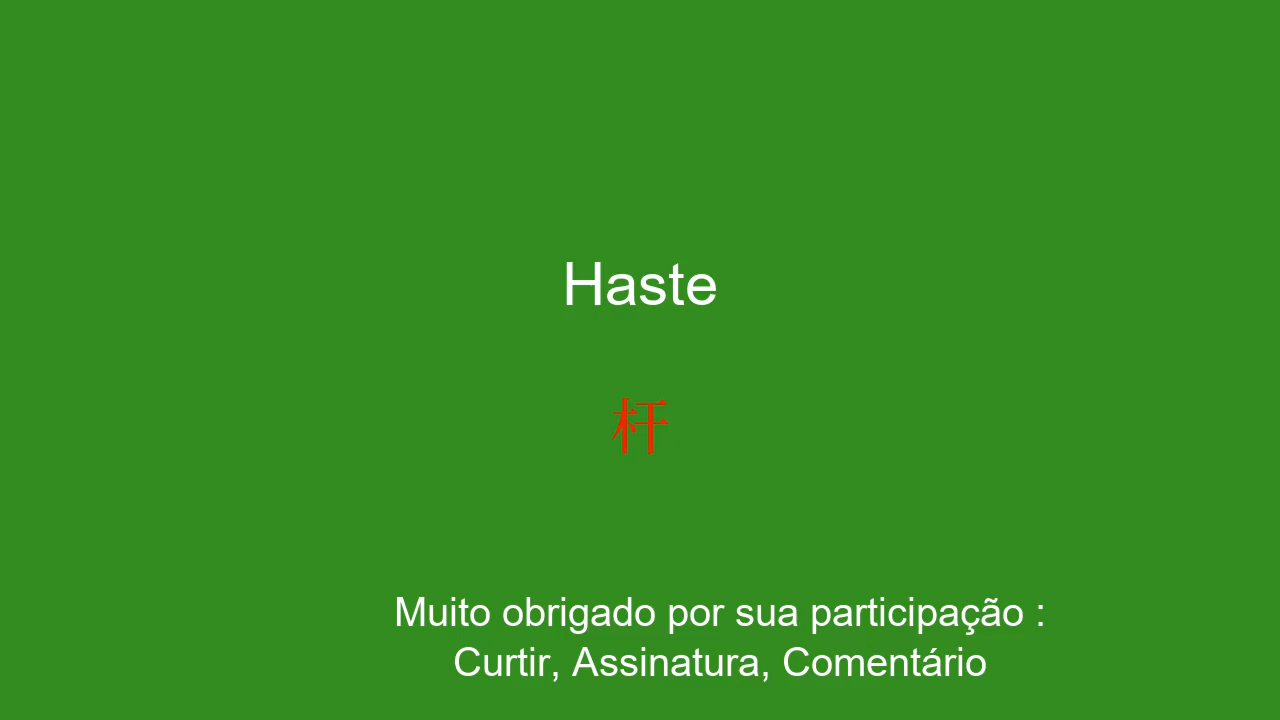 Haste
杆
Muito obrigado por sua participação :
Curtir, Assinatura, Comentário